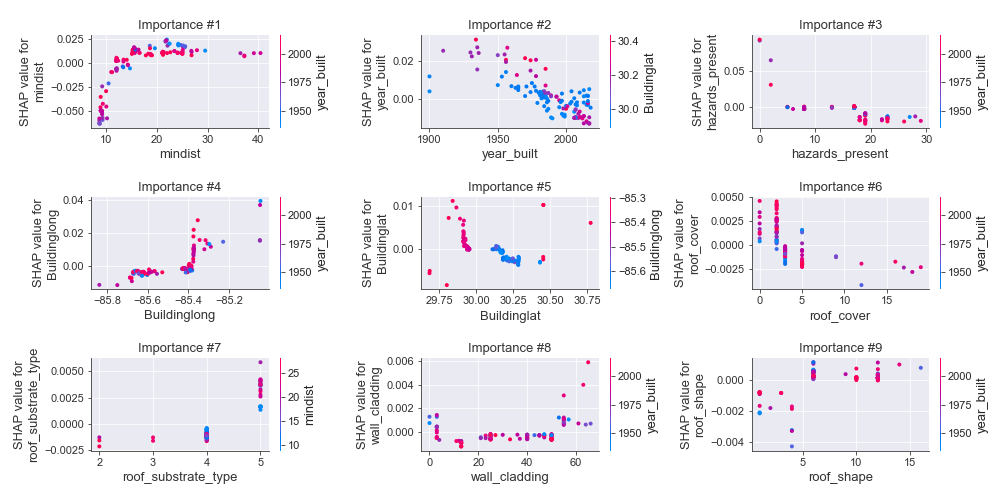 Importance #1
SHAP value for
mindist
0.025
0.000
−0.025
−0.050
10
20
30
40
mindist
2000
1975
1950
year_built
Importance #2
SHAP value for
year_built
0.02
0.00
1900
1950
2000
year_built
30.4
30.2
30.0
Buildinglat
Importance #3
SHAP value for
hazards_present
0.05
0.00
0
10
20
30
hazards_present
2000
1975
1950
year_built
Importance #4
SHAP value for
Buildinglong
0.04
0.02
0.00
−85.8
−85.6
−85.4
−85.2
Buildinglong
2000
1975
1950
year_built
Importance #5
SHAP value for
Buildinglat
0.01
0.00
29.75
30.00
30.25
30.50
30.75
Buildinglat
−85.3
−85.4
−85.5
−85.6
Buildinglong
Importance #6
SHAP value for
roof_cover
0.0050
0.0025
0.0000
−0.0025
0
5
10
15
roof_cover
2000
1975
1950
year_built
Importance #7
SHAP value for
roof_substrate_type
0.0050
0.0025
0.0000
−0.0025
2
3
4
5
roof_substrate_type
25
20
15
10
mindist
Importance #8
SHAP value for
wall_cladding
0.006
0.004
0.002
0.000
0
20
40
60
wall_cladding
2000
1975
1950
year_built
Importance #9
SHAP value for
roof_shape
0.000
−0.002
−0.004
5
10
15
roof_shape
2000
1975
1950
year_built